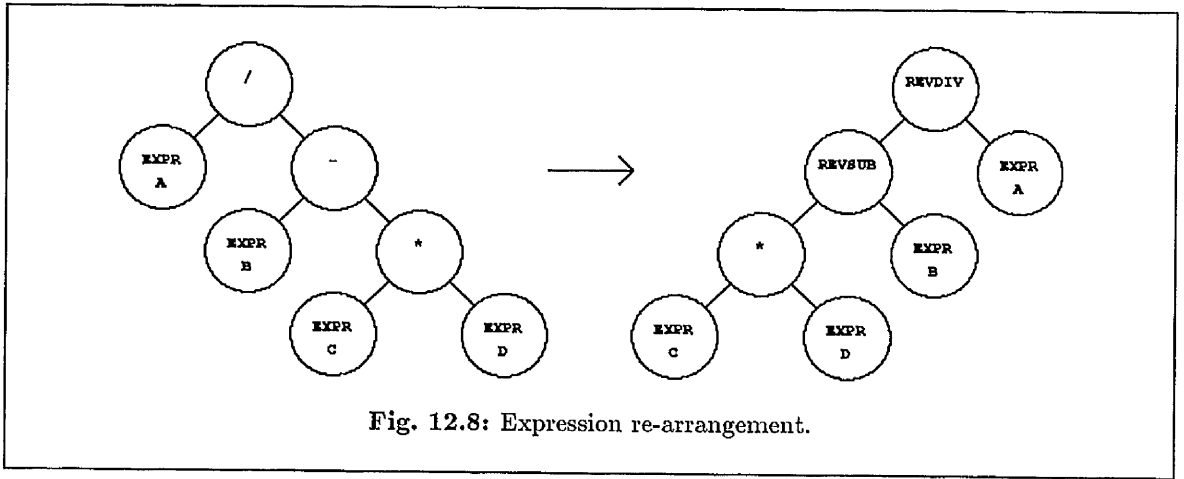 /
EXPR
A
-
EXPR
B
*
EXPR
C
EXPR
D
REVDIV
REVSUB
EXPR
A
*
EXPR
B
EXPR
C
EXPR
D
Fig. 12.8: Expression re-arrangement.